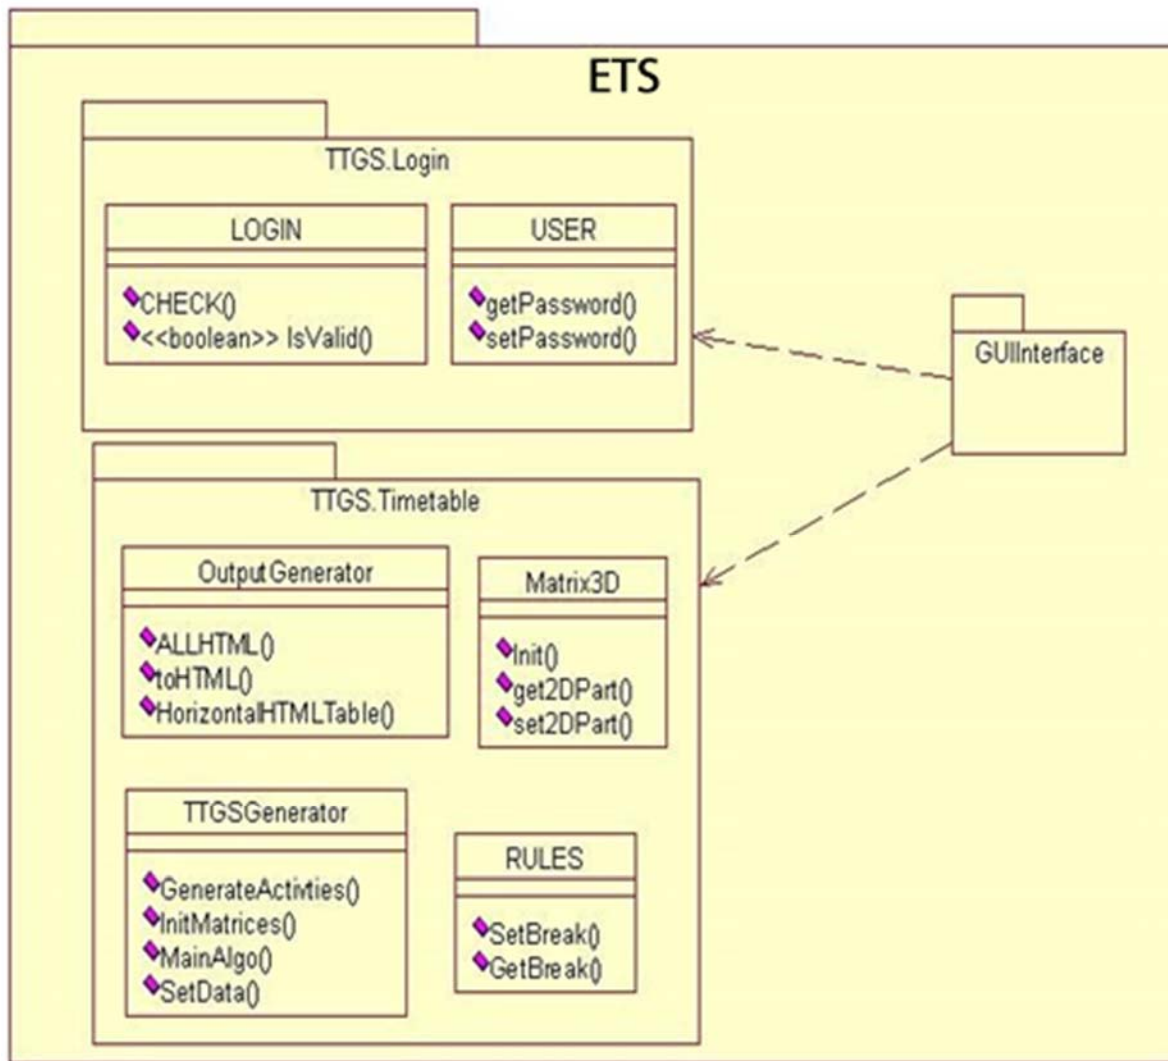 ETS
TTGS.Login
LOGIN
CHECK()
<<boolean>> IsValid()
USER
getPassword()
setPassword()
GUIInterface
TTGS.Timetable
OutputGenerator
ALLHTML()
toHTML()
HorizontalHTMLTable()
Matrix3D
Init()
get2DPart()
set2DPart()
TTGSGenerator
GenerateActivties()
InitMatrices()
MainAlgo()
SetData()
RULES
SetBreak()
GetBreak()